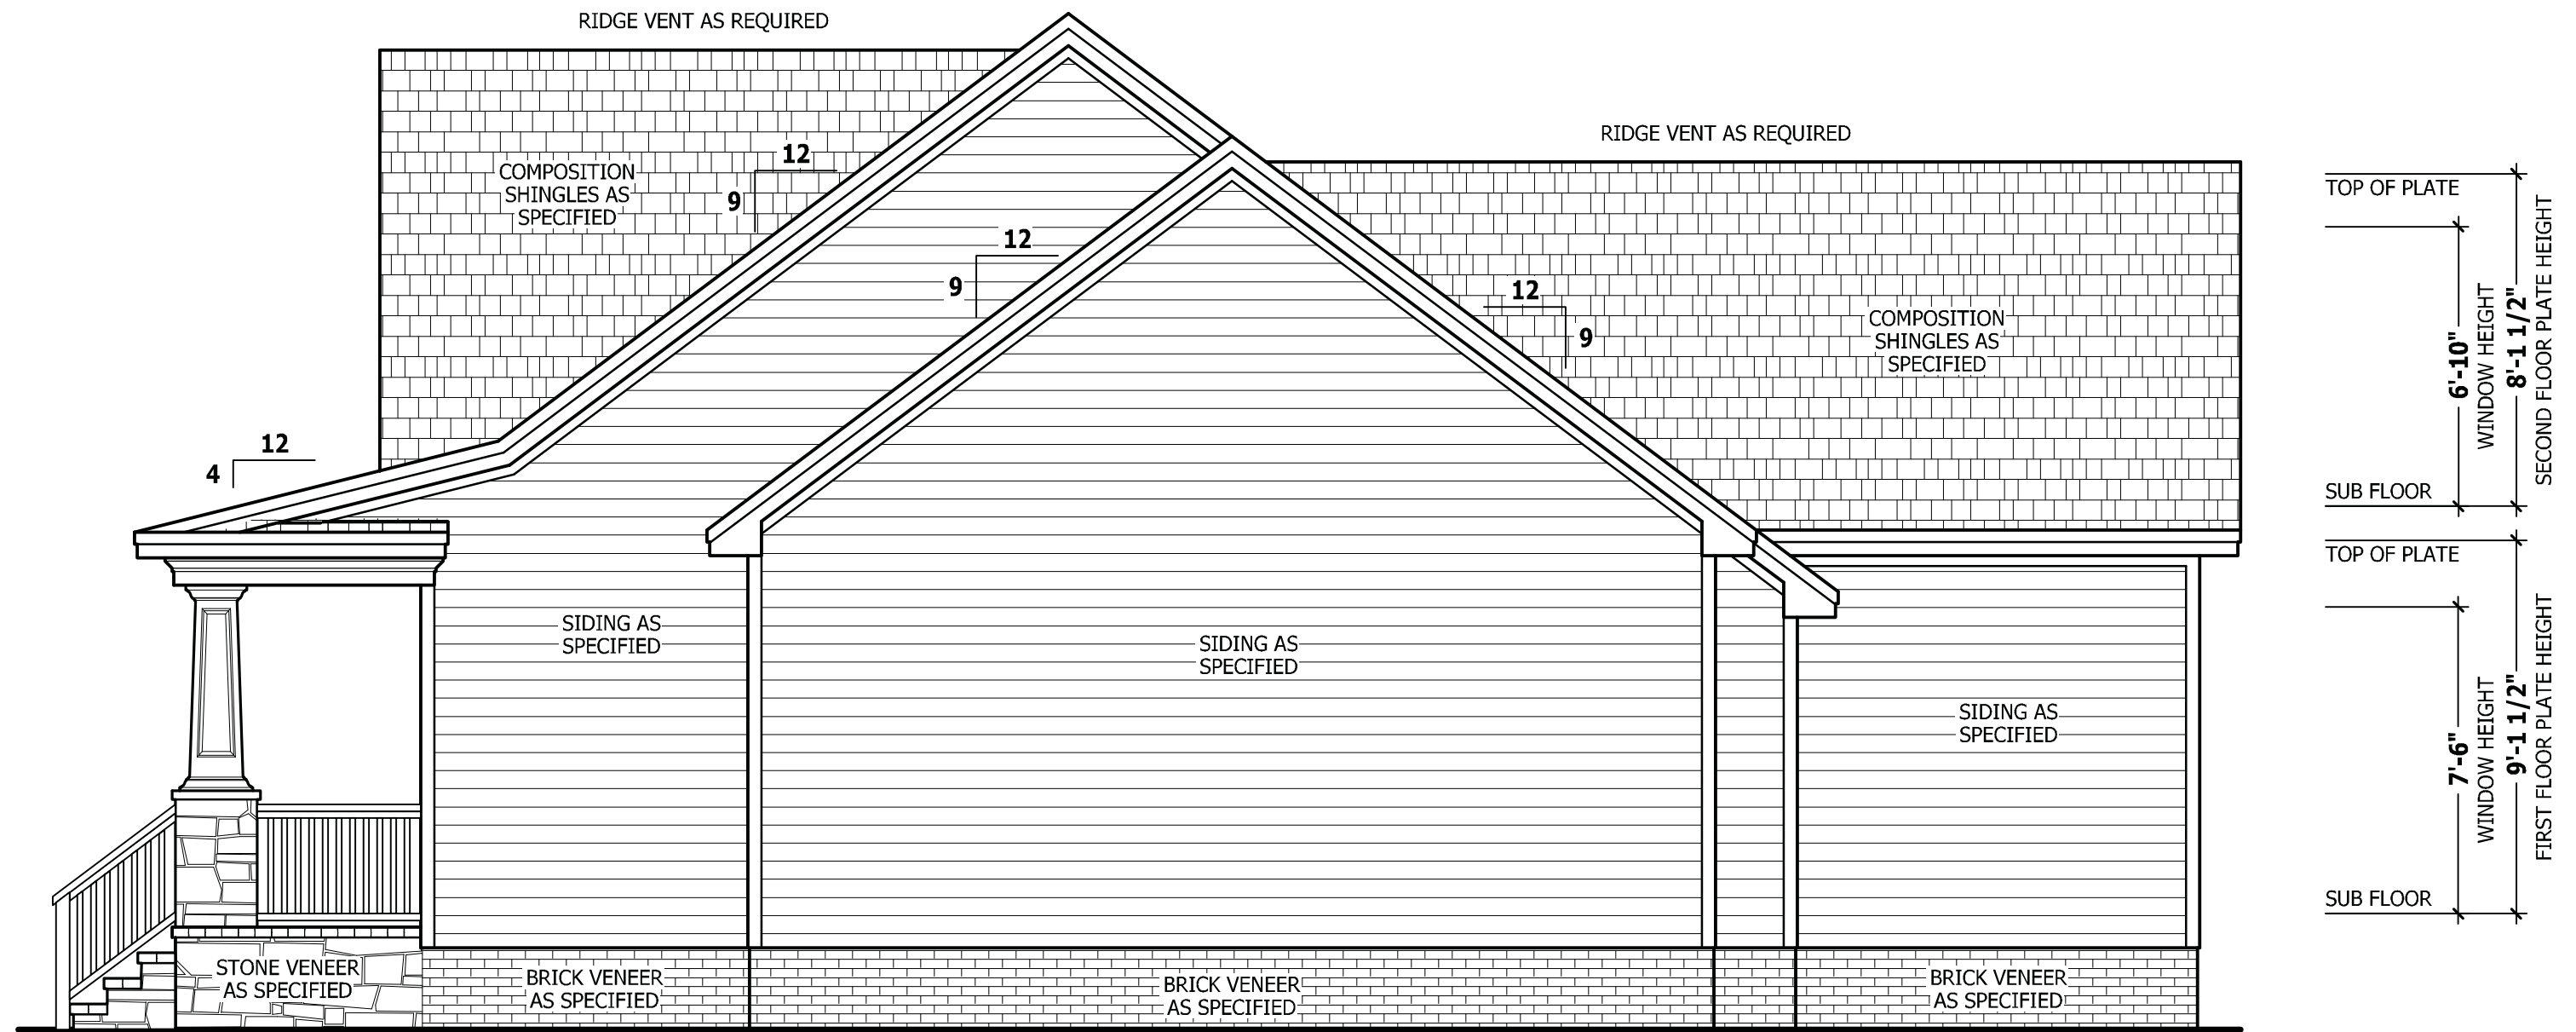 RIDGE VENT AS REQUIRED
RIDGE VENT AS REQUIRED
COMPOSITION
SHINGLES AS
SPECIFIED
12
9
12
9
12
9
COMPOSITION
SHINGLES AS
SPECIFIED
12
4
SIDING AS
SPECIFIED
SIDING AS
SPECIFIED
SIDING AS
SPECIFIED
STONE VENEER
AS SPECIFIED
BRICK VENEER
AS SPECIFIED
BRICK VENEER
AS SPECIFIED
BRICK VENEER
AS SPECIFIED
TOP OF PLATE
6'-10"
WINDOW HEIGHT
8'-1 1/2"
SECOND FLOOR PLATE HEIGHT
SUB FLOOR
TOP OF PLATE
7'-6"
WINDOW HEIGHT
9'-1 1/2"
FIRST FLOOR PLATE HEIGHT
SUB FLOOR